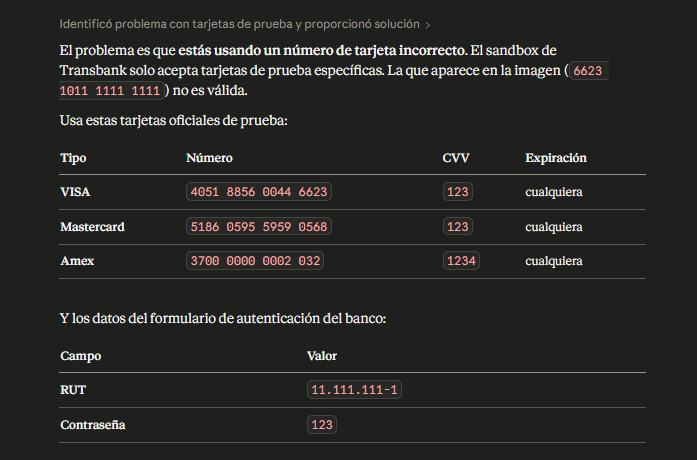 Identificó problema con tarjetas de prueba y proporcionó solución >
El problema es que estás usando un número de tarjeta incorrecto. El sandbox de
Transbank solo acepta tarjetas de prueba específicas. La que aparece en la imagen (6623
1011 1111 1111) no es válida.
Usa estas tarjetas oficiales de prueba:
Tipo Número CVV Expiración
VISA 4051 8856 0044 6623 123 cualquiera
Mastercard 5186 0595 5959 0568 123 cualquiera
Amex 3700 0000 0002 032 1234 cualquiera
Y los datos del formulario de autenticación del banco:
Campo Valor
RUT 11.111.111-1
Contraseña 123